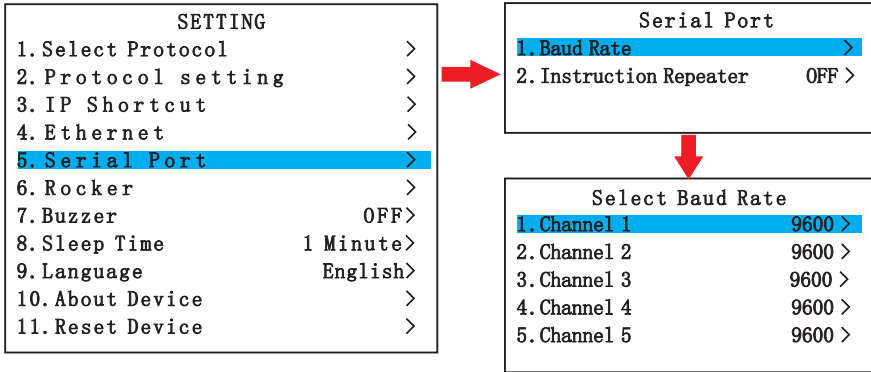 SETTING
1.Select Protocol >
2.Protocol setting >
3.IP Shortcut >
4.Ethernet >
5.Serial Port >
6.Rocker >
7.Buzzer OFF>
8.Sleep Time 1 Minute>
9.Language English>
10.About Device >
11.Reset Device >
Serial Port
1.Baud Rate >
2.Instruction Repeater OFF >
Select Baud Rate
1.Channel 1 9600 >
2.Channel 2 9600 >
3.Channel 3 9600 >
4.Channel 4 9600 >
5.Channel 5 9600 >